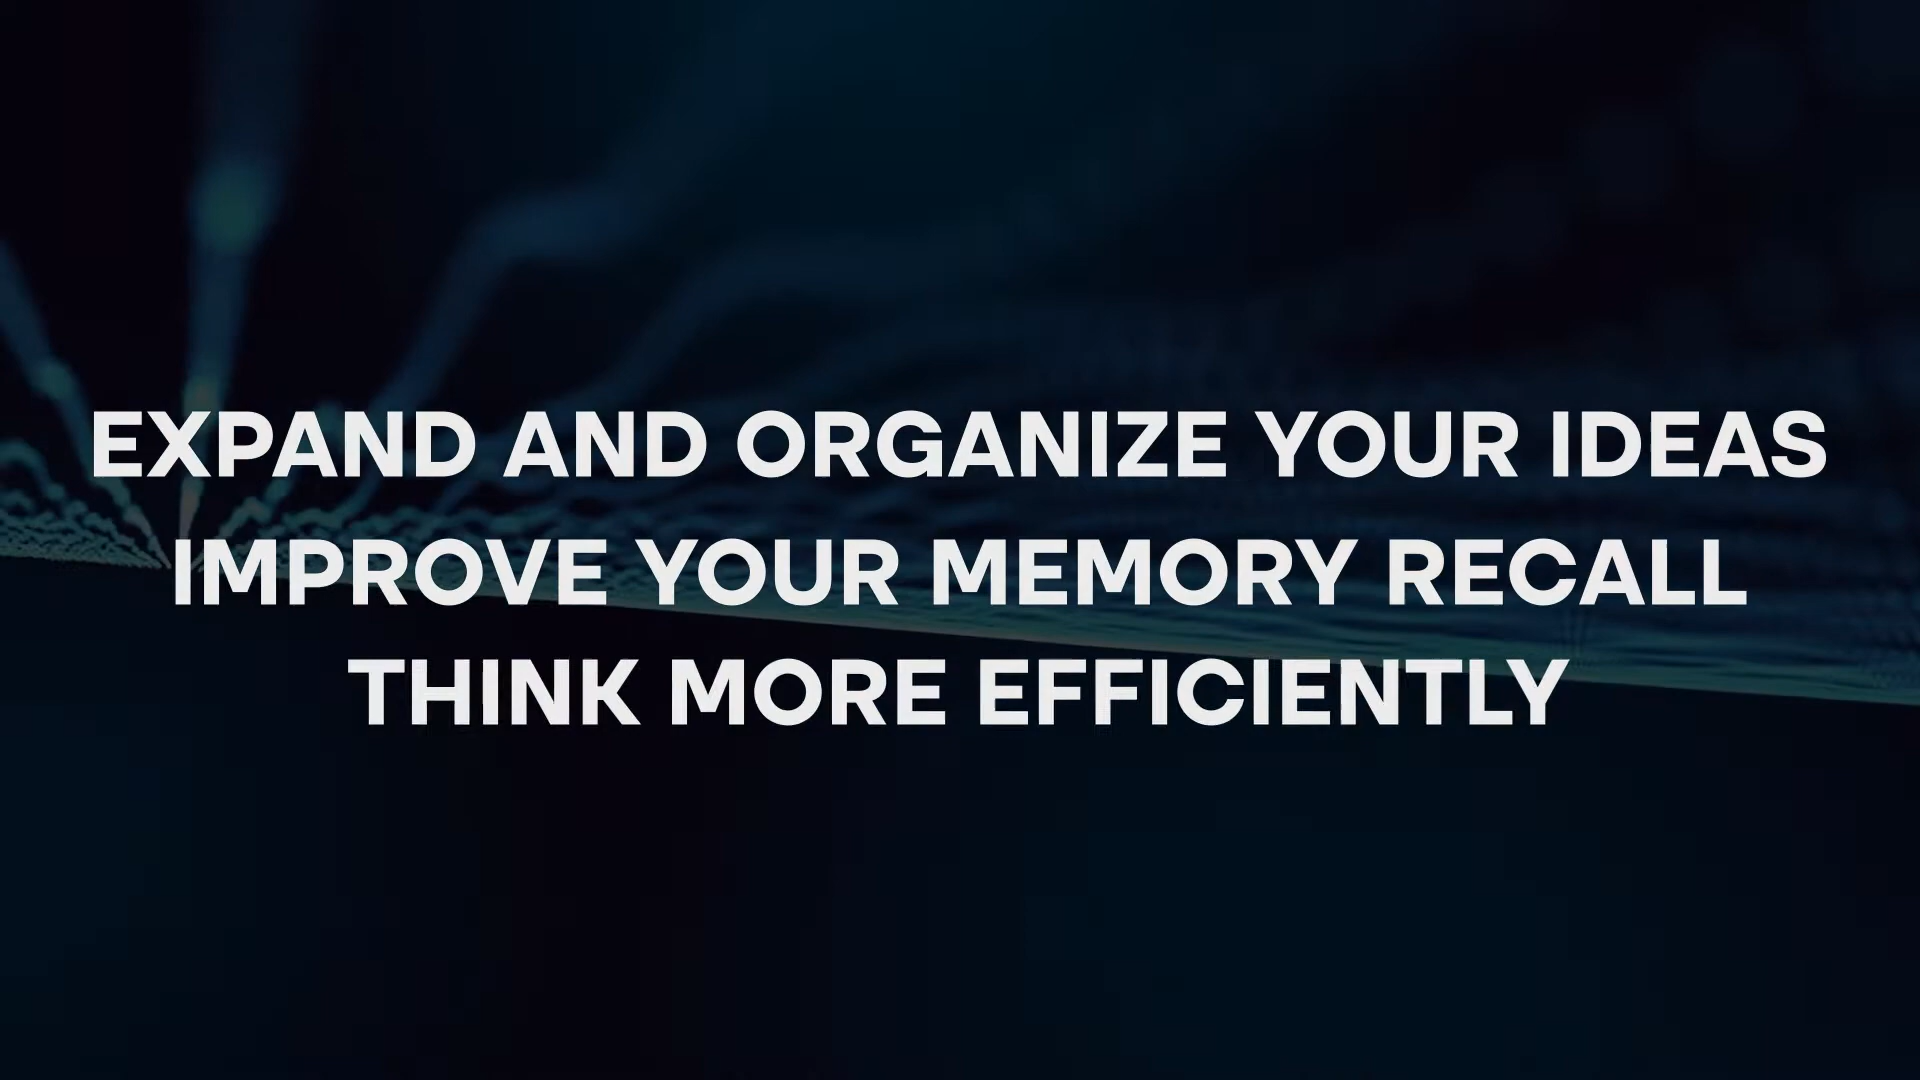 EXPAND AND ORGANIZE YOUR IDEAS
IMPROVE YOUR MEMORY RECALL
THINK MORE EFFICIENTLY